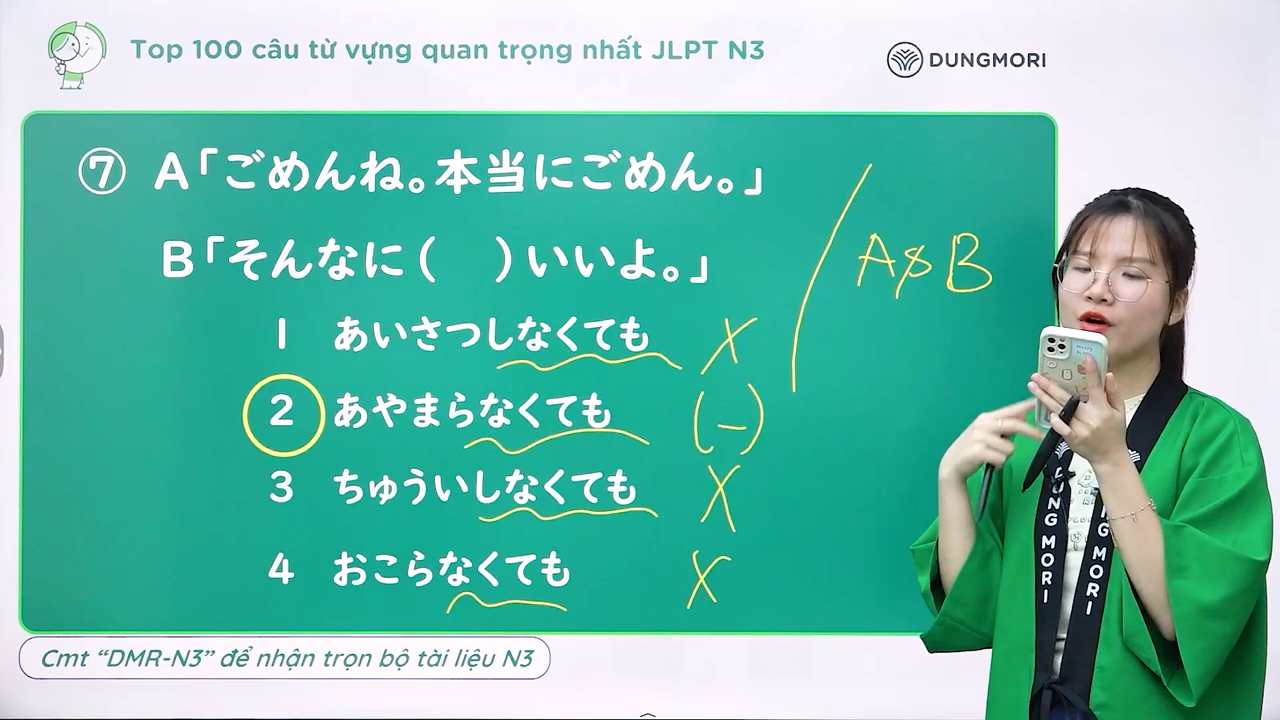 Top 100 câu từ vựng quan trọng nhất JLPT N3
DUNGMORI
⑦ A「ごめんね。本当にごめん。」
B「そんなに(　)いいよ。」
1 あいさつしなくても X
2 あやまらなくても (-)
3 ちゅういしなくても X
4 おこらなくても X
Cmt “DMR-N3” để nhận trọn bộ tài liệu N3
DUNG MORI
NG MORI